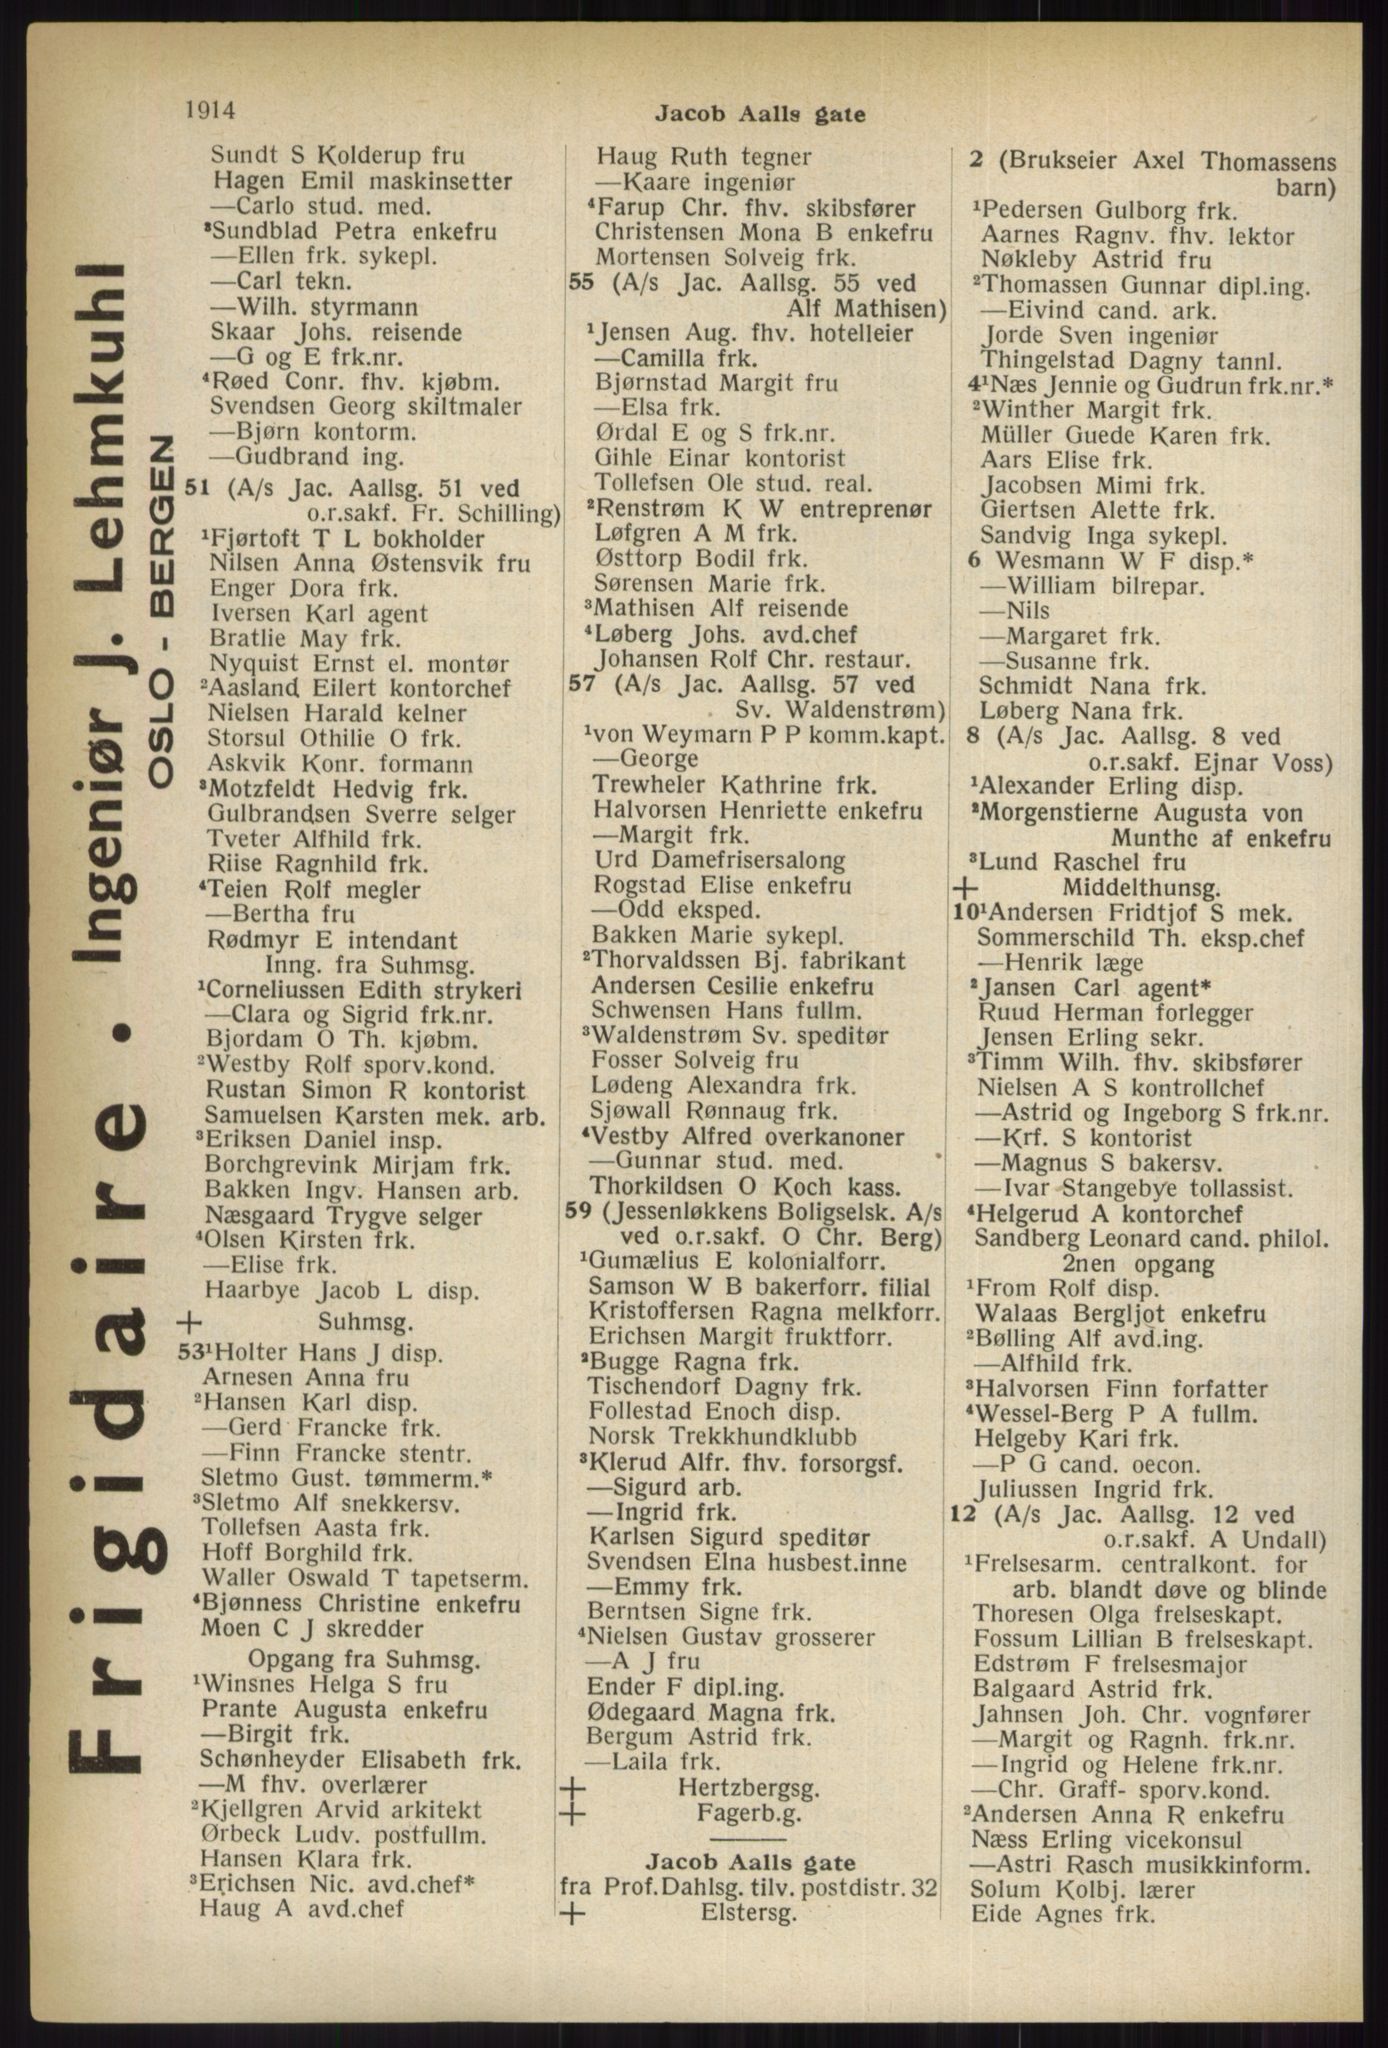 1914
Jacob Aalls gate
Frigidaire. Ingeniør J. Lehmkuhl
OSLO - BERGEN
Sundt S Kolderup fru
Hagen Emil maskinsetter
—Carlo stud. med.
³Sundblad Petra enkefru
—Ellen frk. sykepl.
—Carl tekn.
—Wilh. styrmann
Skaar Johs. reisende
—G og E frk.nr.
⁴Røed Conr. fhv. kjøbm.
Svendsen Georg skiltmaler
—Bjørn kontorm.
—Gudbrand ing.
51 (A/s Jac. Aallsg. 51 ved
o.r.sakf. Fr. Schilling)
¹Fjørtoft T L bokholder
Nilsen Anna Østensvik fru
Enger Dora frk.
Iversen Karl agent
Bratlie May frk.
Nyquist Ernst el. montør
²Aasland Eilert kontorchef
Nielsen Harald kelner
Storsul Othilie O frk.
Askvik Konr. formann
³Motzfeldt Hedvig frk.
Gulbrandsen Sverre selger
Tveter Alfhild frk.
Riise Ragnhild frk.
⁴Teien Rolf megler
—Bertha fru
Rødmyr E intendant
Inng. fra Suhmsg.
¹Corneliussen Edith strykeri
—Clara og Sigrid frk.nr.
Bjordam O Th. kjøbm.
²Westby Rolf sporv.kond.
Rustan Simon R kontorist
Samuelsen Karsten mek. arb.
³Eriksen Daniel insp.
Borchgrevink Mirjam frk.
Bakken Ingv. Hansen arb.
Næsgaard Trygve selger
⁴Olsen Kirsten frk.
—Elise frk.
Haarbye Jacob L disp.
+ Suhmsg.
53¹Holter Hans J disp.
Arnesen Anna fru
²Hansen Karl disp.
—Gerd Francke frk.
—Finn Francke stentr.
Sletmo Gust. tømmerm.*
³Sletmo Alf snekkersv.
Tollefsen Aasta frk.
Hoff Borghild frk.
Waller Oswald T tapetserm.
⁴Bjønness Christine enkefru
Moen C J skredder
Opgang fra Suhmsg.
¹Winsnes Helga S fru
Prante Augusta enkefru
—Birgit frk.
Schønheyder Elisabeth frk.
—M fhv. overlærer
²Kjellgren Arvid arkitekt
Ørbeck Ludv. postfullm.
Hansen Klara frk.
³Erichsen Nic. avd.chef*
Haug A avd.chef
Haug Ruth tegner
—Kaare ingeniør
⁴Farup Chr. fhv. skibsfører
Christensen Mona B enkefru
Mortensen Solveig frk.
55 (A/s Jac. Aallsg. 55 ved
Alf Mathisen)
¹Jensen Aug. fhv. hotelleier
—Camilla frk.
Bjørnstad Margit fru
—Elsa frk.
Ørdal E og S frk.nr.
Gihle Einar kontorist
Tollefsen Ole stud. real.
²Renstrøm K W entreprenør
Løfgren A M frk.
Østtorp Bodil frk.
Sørensen Marie frk.
³Mathisen Alf reisende
⁴Løberg Johs. avd.chef
Johansen Rolf Chr. restaur.
57 (A/s Jac. Aallsg. 57 ved
Sv. Waldenstrøm)
¹von Weymarn P P komm.kapt.
—George
Trewheler Kathrine frk.
Halvorsen Henriette enkefru
—Margit frk.
Urd Damefrisersalong
Rogstad Elise enkefru
—Odd eksped.
Bakken Marie sykepl.
²Thorvaldssen Bj. fabrikant
Andersen Cesilie enkefru
Schwensen Hans fullm.
³Waldenstrøm Sv. speditør
Fosser Solveig fru
Lødeng Alexandra frk.
Sjøwall Rønnaug frk.
⁴Vestby Alfred overkanoner
—Gunnar stud. med.
Thorkildsen O Koch kass.
59 (Jessenløkkens Boligselsk. A/s
ved o.r.sakf. O Chr. Berg)
¹Gumælius E kolonialforr.
Samson W B bakerforr. filial
Kristoffersen Ragna melkforr.
Erichsen Margit fruktforr.
²Bugge Ragna frk.
Tischendorf Dagny frk.
Follestad Enoch disp.
Norsk Trekkhundklubb
³Klerud Alfr. fhv. forsorgsf.
—Sigurd arb.
—Ingrid frk.
Karlsen Sigurd speditør
Svendsen Elna husbest.inne
—Emmy frk.
Berntsen Signe frk.
⁴Nielsen Gustav grosserer
—A J fru
Ender F dipl.ing.
Ødegaard Magna frk.
Bergum Astrid frk.
—Laila frk.
+ Hertzbergsg.
+ Fagerb.g.
Jacob Aalls gate
fra Prof.Dahlsg. tilv. postdistr. 32
+ Elstersg.
2 (Brukseier Axel Thomassens
barn)
¹Pedersen Gulborg frk.
Aarnes Ragnv. fhv. lektor
Nøkleby Astrid fru
²Thomassen Gunnar dipl.ing.
—Eivind cand. ark.
Jorde Sven ingeniør
Thingelstad Dagny tannl.
4¹Næs Jennie og Gudrun frk.nr.*
²Winther Margit frk.
Müller Guede Karen frk.
Aars Elise frk.
Jacobsen Mimi frk.
Giertsen Alette frk.
Sandvig Inga sykepl.
6 Wesmann W F disp.*
—William bilrepar.
—Nils
—Margaret frk.
—Susanne frk.
Schmidt Nana frk.
Løberg Nana frk.
8 (A/s Jac. Aallsg. 8 ved
o.r.sakf. Ejnar Voss)
¹Alexander Erling disp.
²Morgenstierne Augusta von
Munthe af enkefru
³Lund Raschel fru
+ Middelthunsg.
10¹Andersen Fridtjof S mek.
Sommerschild Th. eksp.chef
—Henrik læge
²Jansen Carl agent*
Ruud Herman forlegger
Jensen Erling sekr.
³Timm Wilh. fhv. skibsfører
Nielsen A S kontrollchef
—Astrid og Ingeborg S frk.nr.
—Krf. S kontorist
—Magnus S bakersv.
—Ivar Stangebye tollassist.
⁴Helgerud A kontorchef
Sandberg Leonard cand. philol.
2nen opgang
¹From Rolf disp.
Walaas Bergljot enkefru
²Bølling Alf avd.ing.
—Alfhild frk.
³Halvorsen Finn forfatter
⁴Wessel-Berg P A fullm.
Helgeby Kari frk.
—P G cand. oecon.
Juliussen Ingrid frk.
12 (A/s Jac. Aallsg. 12 ved
o.r.sakf. A Undall)
¹Frelsesarm. centralkont. for
arb. blandt døve og blinde
Thoresen Olga frelseskapt.
Fossum Lillian B frelseskapt.
Edstrøm F frelsesmajor
Balgaard Astrid frk.
Jahnsen Joh. Chr. vognfører
—Margit og Ragnh. frk.nr.
—Ingrid og Helene frk.nr.
—Chr. Graff- sporv.kond.
²Andersen Anna R enkefru
Næss Erling vicekonsul
—Astri Rasch musikkinform.
Solum Kolbj. lærer
Eide Agnes frk.